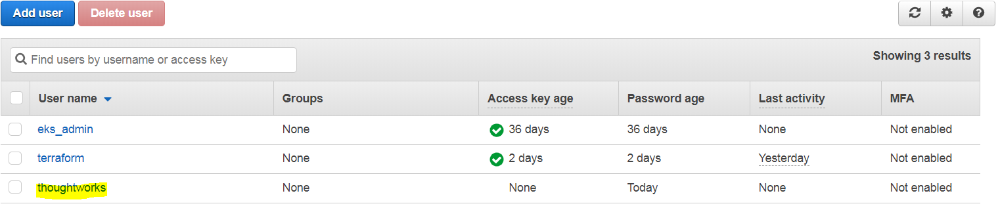 Add user Delete user
Find users by username or access key Showing 3 results
User name Groups Access key age Password age Last activity MFA
eks_admin None 36 days 36 days None Not enabled
terraform None 2 days 2 days Yesterday Not enabled
thoughtworks None None Today None Not enabled